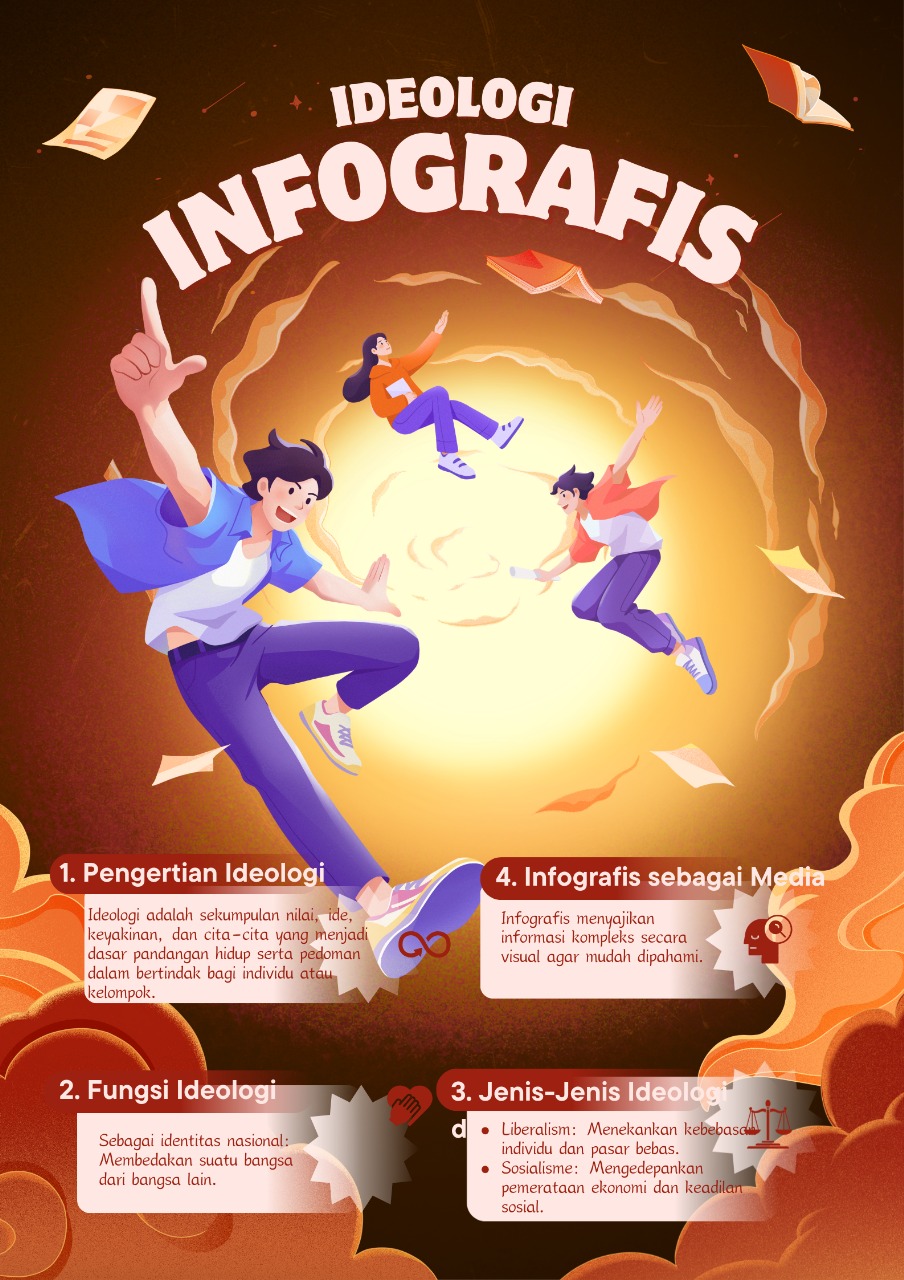 IDEOLOGI
INFOGRAFIS
1. Pengertian Ideologi
Ideologi adalah sekumpulan nilai, ide,
keyakinan, dan cita-cita yang menjadi
dasar pandangan hidup serta pedoman
dalam bertindak bagi individu atau
kelompok.
2. Fungsi Ideologi
Sebagai identitas nasional:
Membedakan suatu bangsa
dari bangsa lain.
3. Jenis-Jenis Ideologi
• Liberalism: Menekankan kebebasan
individu dan pasar bebas.
• Sosialisme: Mengedepankan
pemerataan ekonomi dan keadilan
sosial.
4. Infografis sebagai Media
Infografis menyajikan
informasi kompleks secara
visual agar mudah dipahami.